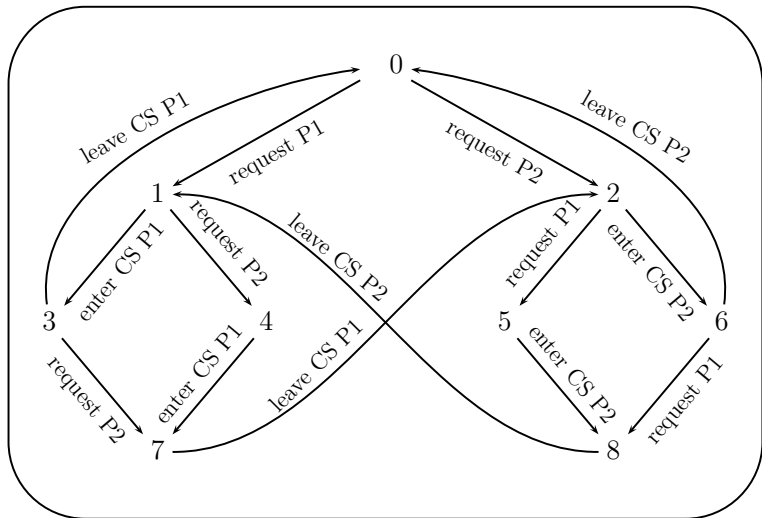 0
leave CS P1
leave CS P2
request P1
request P2
1
2
enter CS P1
request P2
leave CS P2
request P1
enter CS P2
3
4
5
6
request P2
enter CS P1
leave CS P1
enter CS P2
request P1
7
8